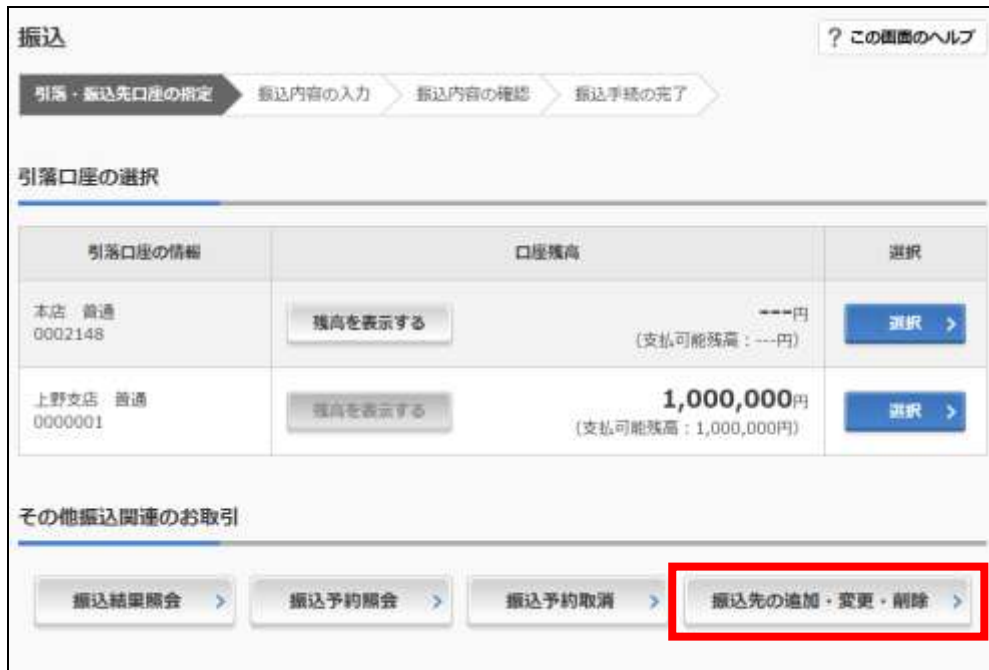 振込
? この画面のヘルプ
引落・振込先口座の指定 振込内容の入力 振込内容の確認 振込手続の完了
引落口座の選択
引落口座の情報 口座残高 選択
本店 普通
0002148
残高を表示する
---円
(支払可能残高:---円)
選択
上野支店 普通
0000001
残高を表示する
1,000,000円
(支払可能残高:1,000,000円)
選択
その他振込関連のお取引
振込結果照会 振込予約照会 振込予約取消 振込先の追加・変更・削除